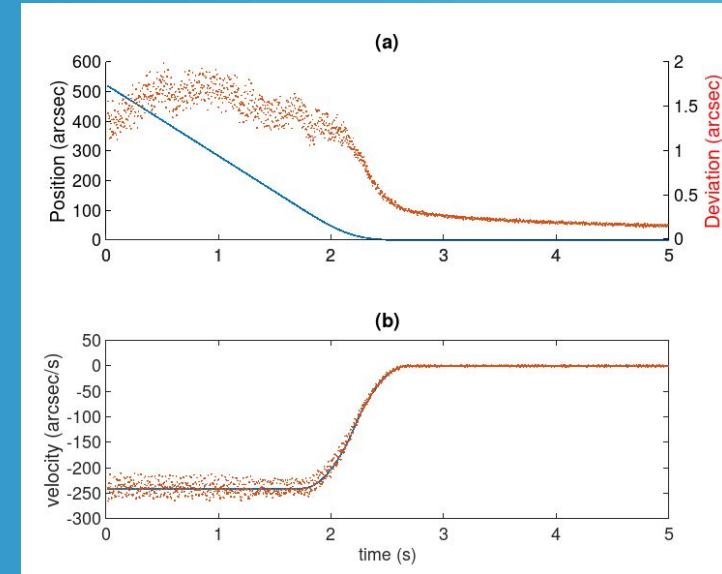 (a)
600
500
400
300
200
100
0
Position (arcsec)
2
1.5
1
0.5
0
Deviation (arcsec)
0 1 2 3 4 5
(b)
50
0
-50
-100
-150
-200
-250
-300
velocity (arcsec/s)
0 1 2 3 4 5
time (s)